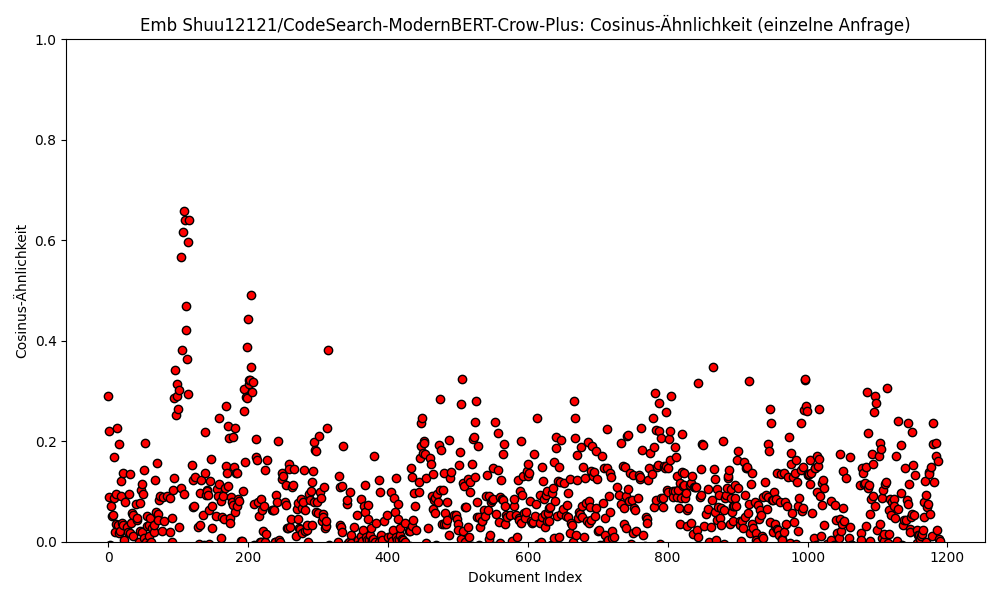 Emb Shuu12121/CodeSearch-ModernBERT-Crow-Plus: Cosinus-Ähnlichkeit (einzelne Anfrage)
1.0
0.8
0.6
0.4
0.2
0.0
Cosinus-Ähnlichkeit
0 200 400 600 800 1000 1200
Dokument Index